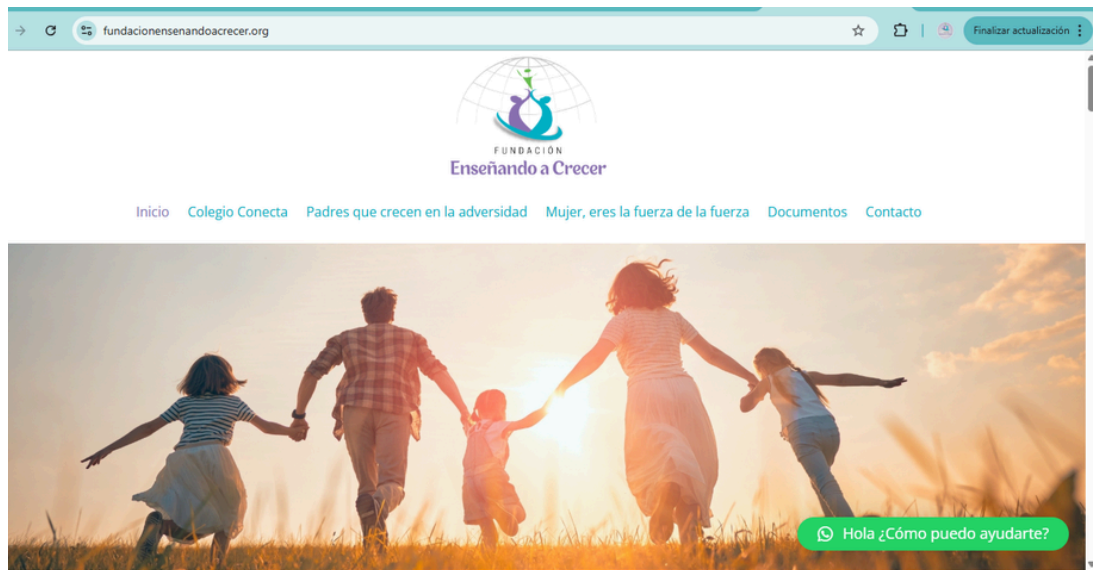 fundacionensenandoacrecer.org
Finalizar actualización
FUNDACIÓN
Enseñando a Crecer
Inicio Colegio Conecta Padres que crecen en la adversidad Mujer, eres la fuerza de la fuerza Documentos Contacto
Hola ¿Cómo puedo ayudarte?